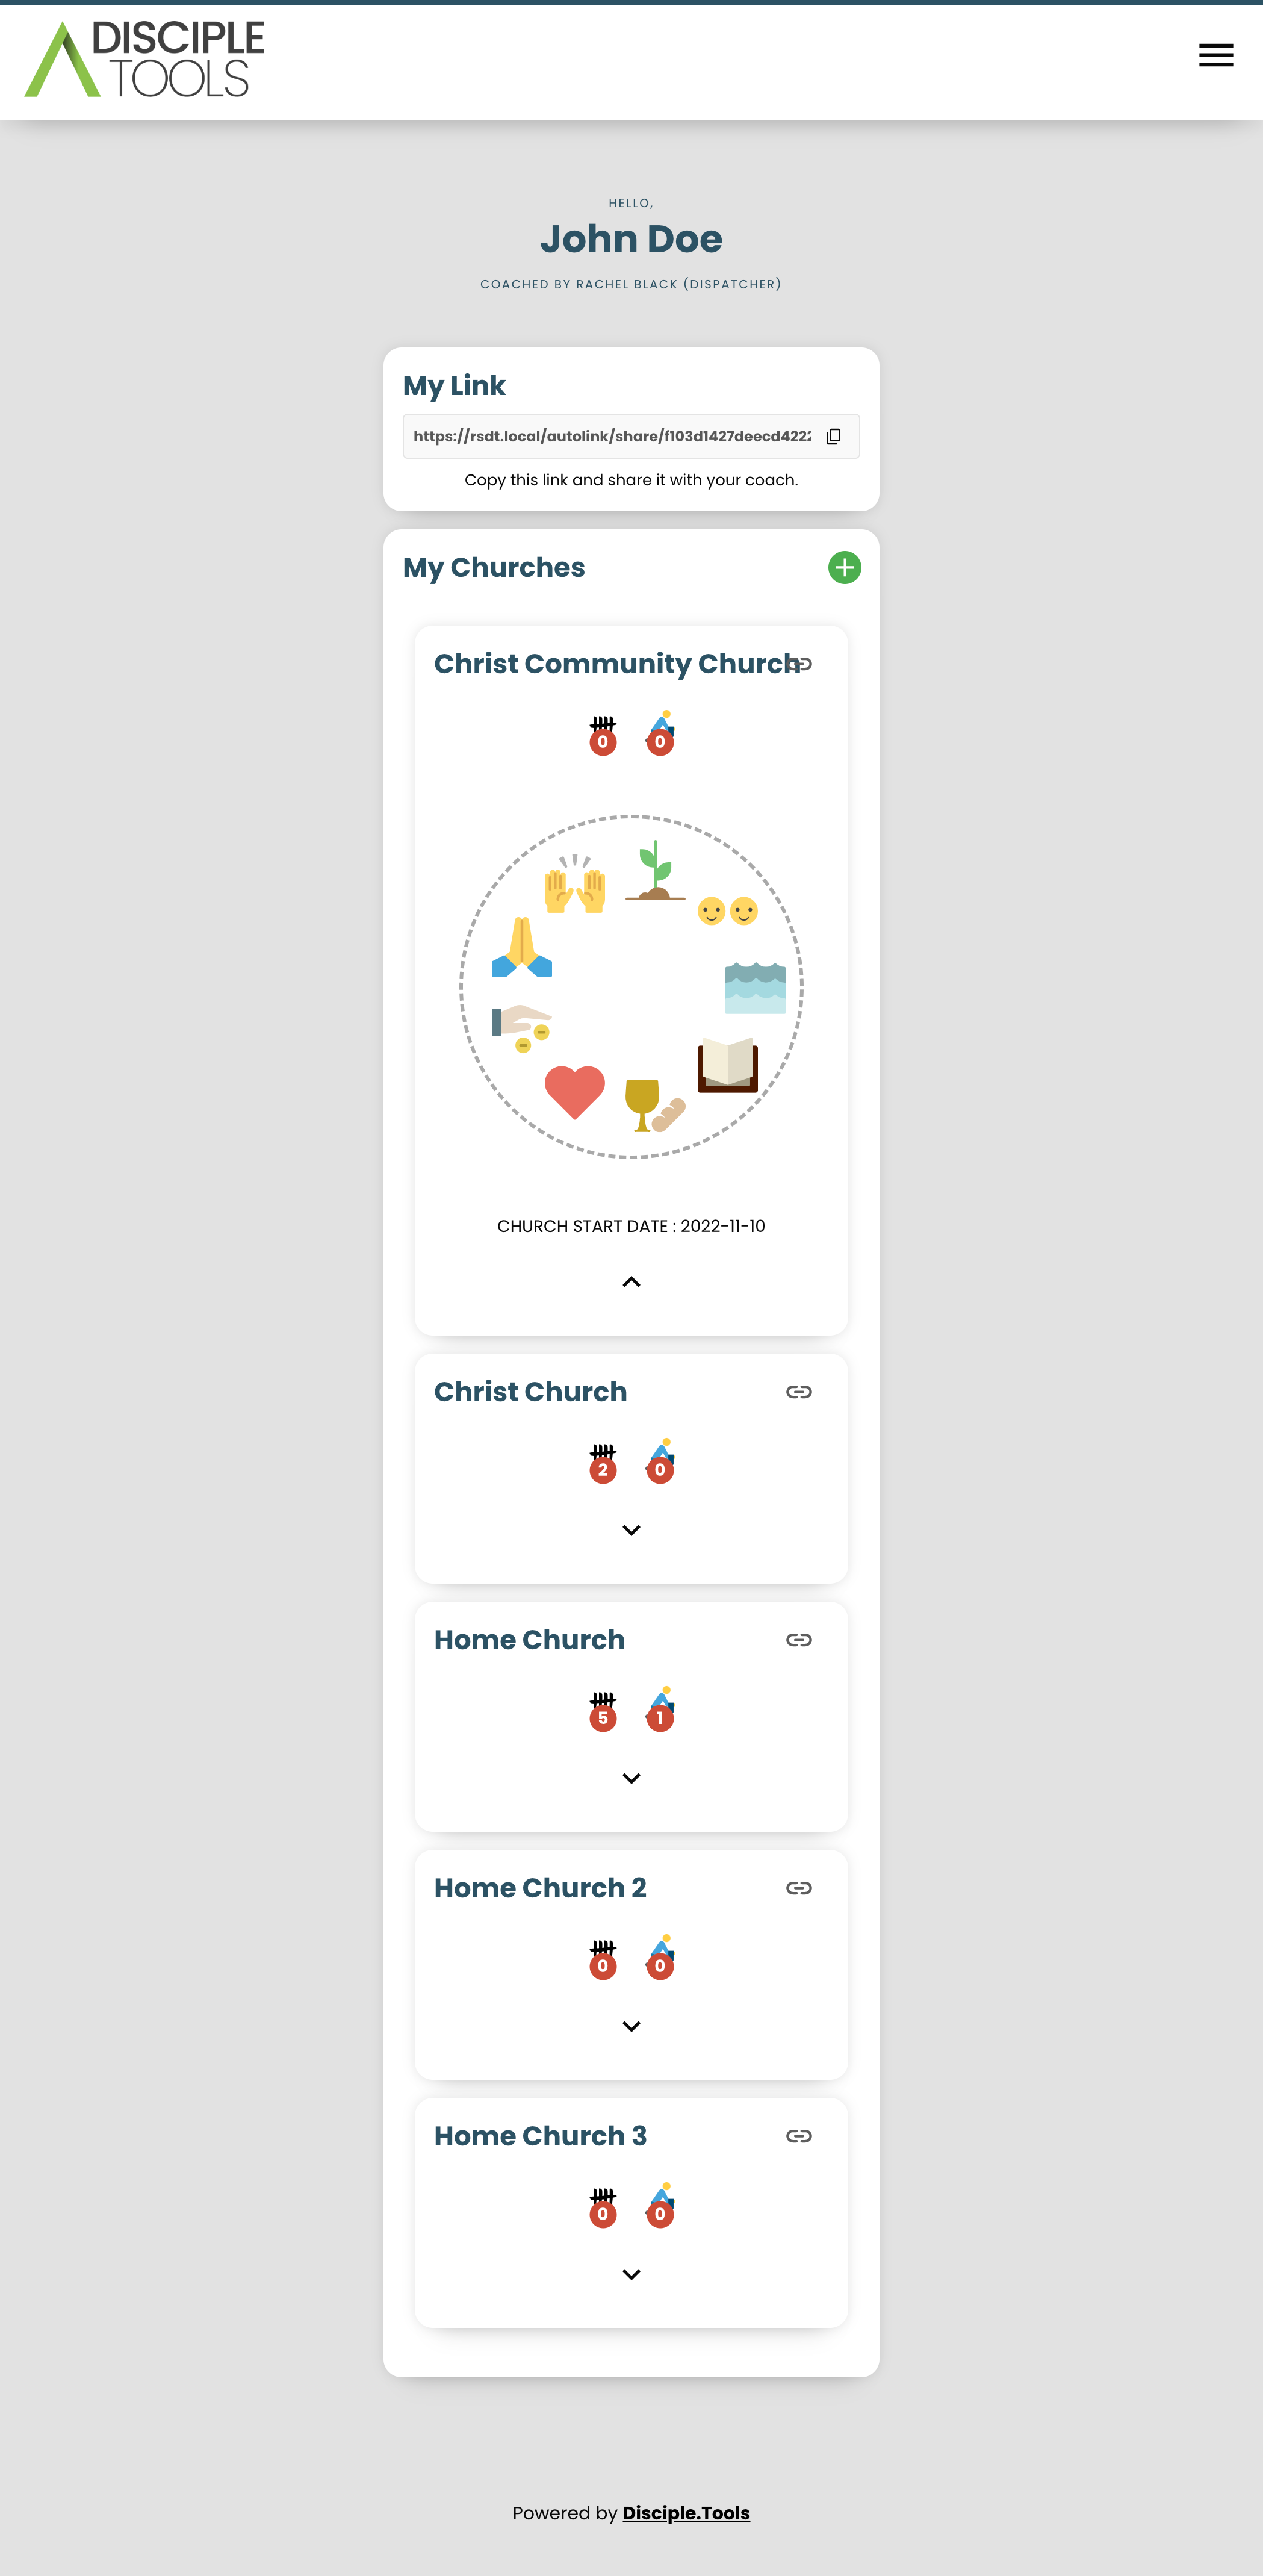 DISCIPLE
TOOLS
HELLO,
John Doe
COACHED BY RACHEL BLACK (DISPATCHER)
My Link
https://rsdt.local/autolink/share/f103d1427deecd422
Copy this link and share it with your coach.
My Churches
Christ Community Church
0 0
CHURCH START DATE : 2022-11-10
Christ Church
2 0
Home Church
5 1
Home Church 2
0 0
Home Church 3
0 0
Powered by Disciple.Tools